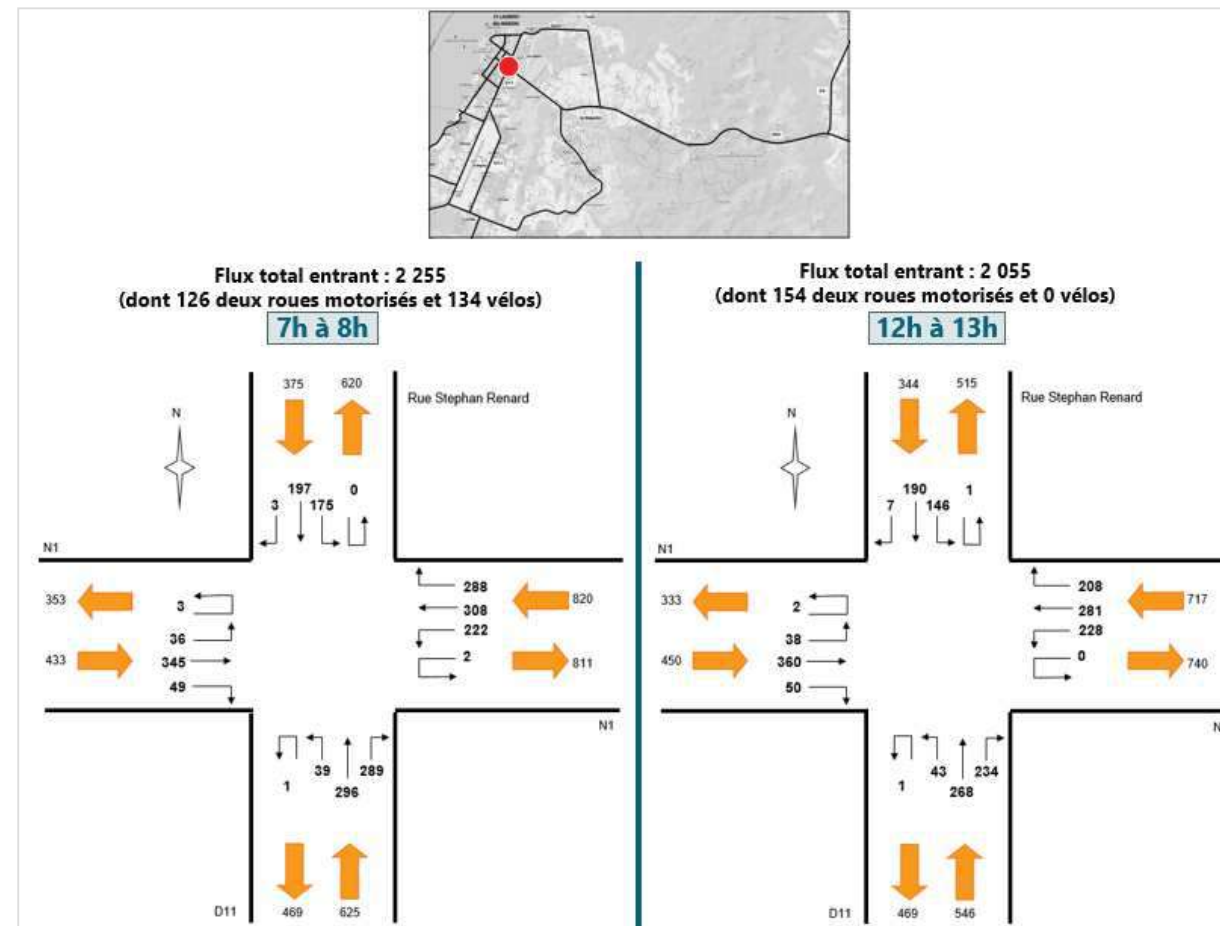 ST LAURENT
DU MARONI
Flux total entrant : 2 255
(dont 126 deux roues motorisés et 134 vélos)
7h à 8h
375 620
Rue Stephan Renard
N
197 0
3 175
N1
353
3
288
820
308
36
222
433
345
2
811
49
N1
39 289
1
296
D11
469 625
Flux total entrant : 2 055
(dont 154 deux roues motorisés et 0 vélos)
12h à 13h
344 515
Rue Stephan Renard
N
190 1
7 146
N1
333
2
208
717
281
38
228
450
360
0
740
50
N
43 234
1
268
D11
469 546